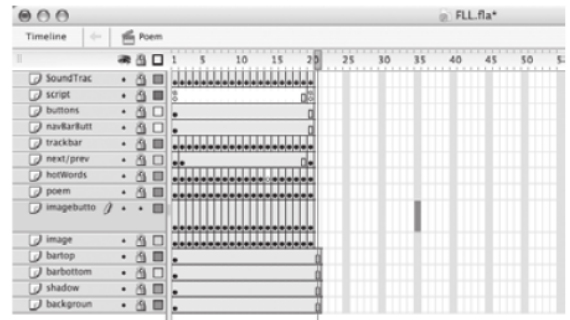 FLL.fla*
Timeline Poem
1 5 10 15 20 25 30 35 40 45 50 5
SoundTrac
script
buttons
navBarButt
trackbar
next/prev
hotWords
poem
imagebutto
image
bartop
barbottom
shadow
backgroun